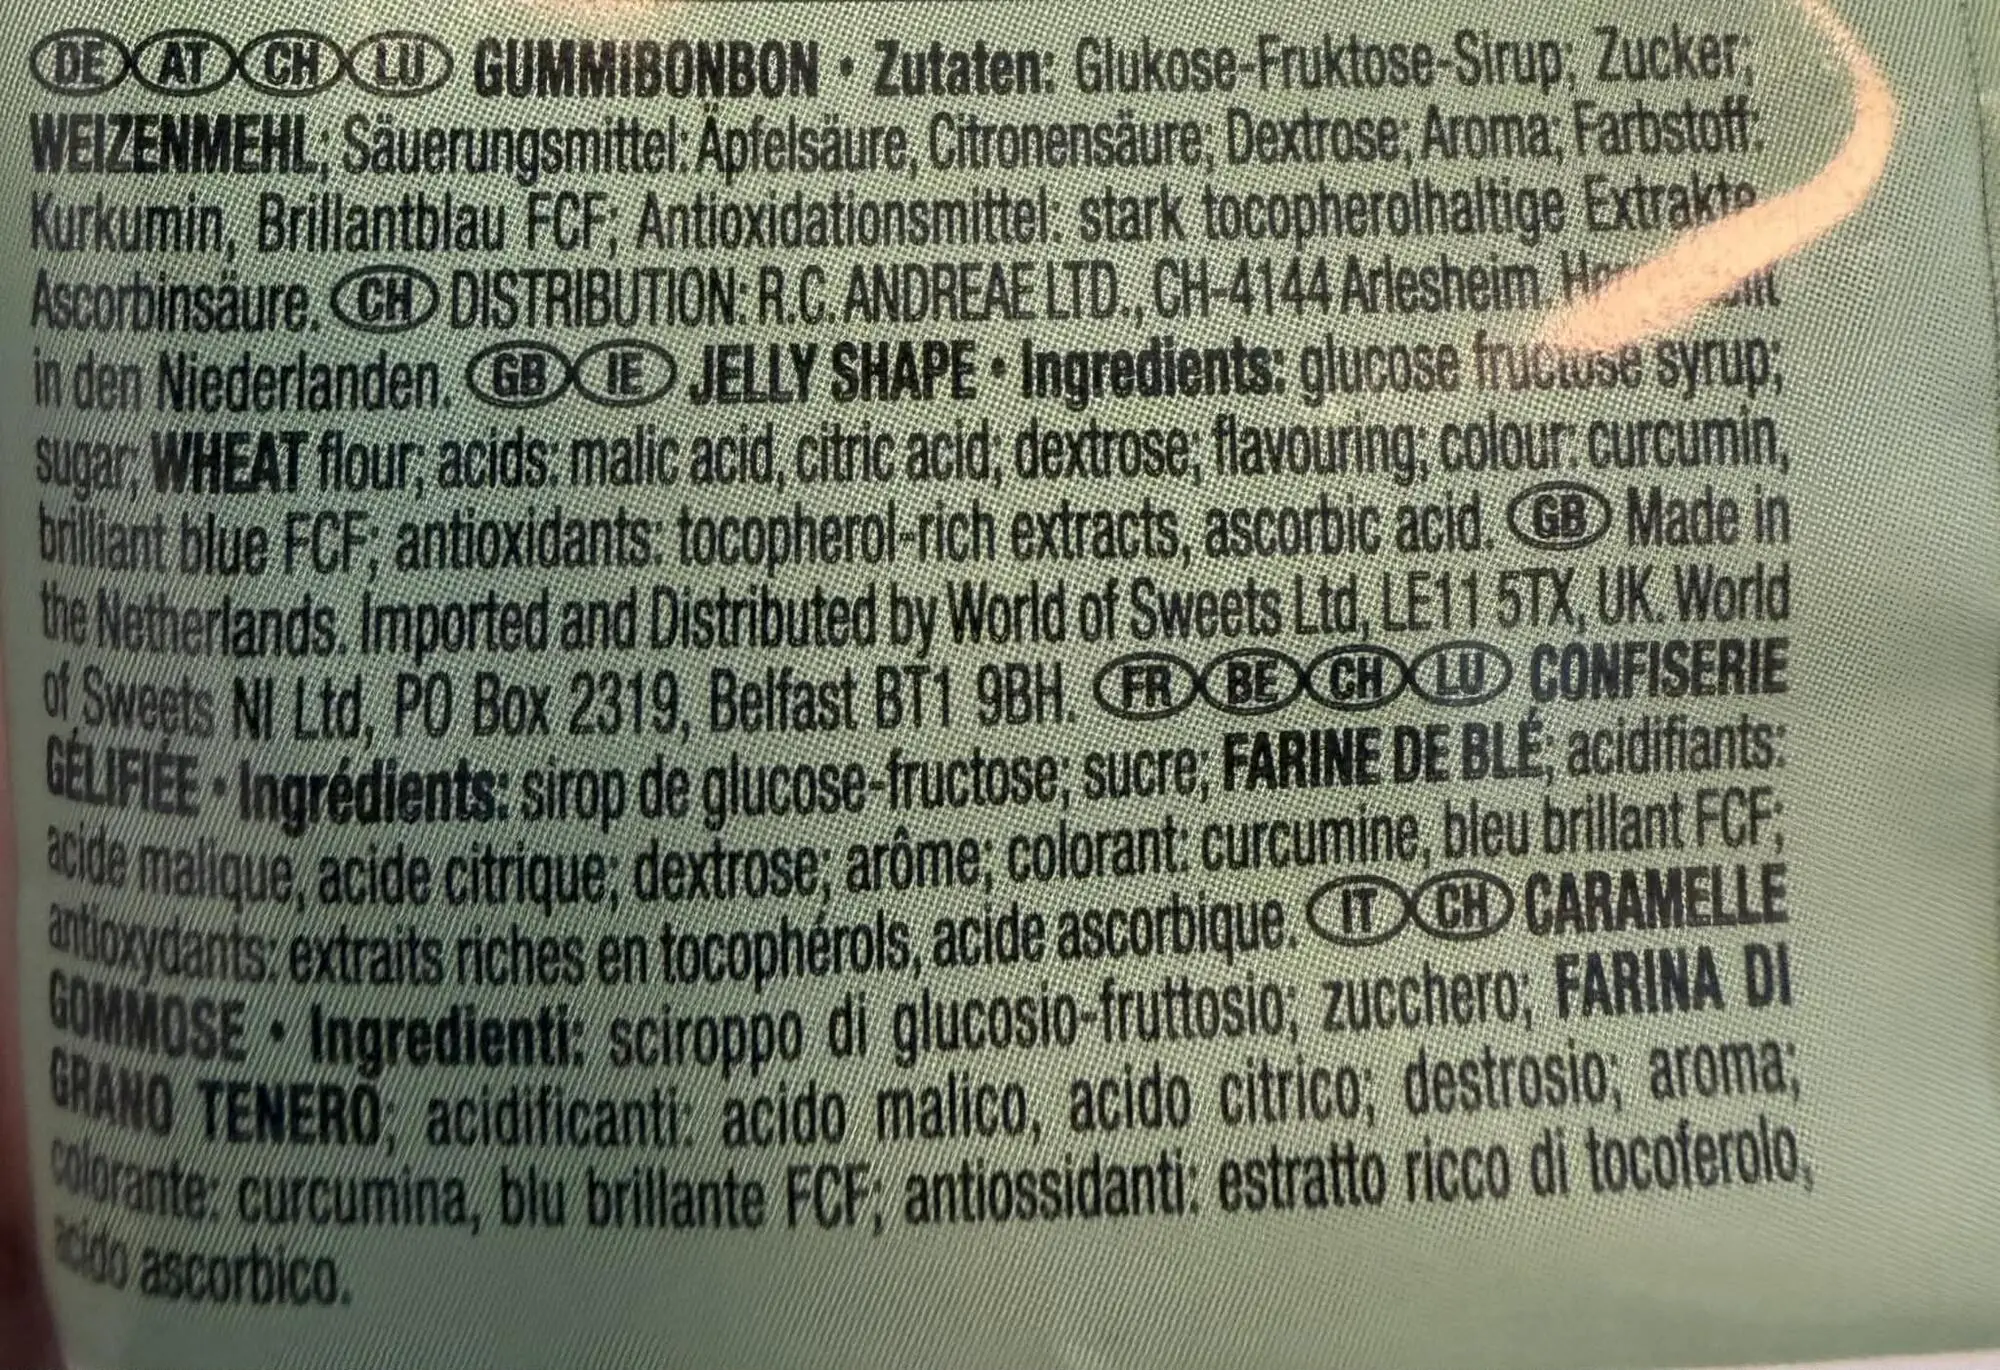 DE AT CH LU GUMMIBONBON • Zutaten: Glukose-Fruktose-Sirup; Zucker;
WEIZENMEHL; Säuerungsmittel: Äpfelsäure, Citronensäure; Dextrose; Aroma; Farbstoff:
Kurkumin, Brillantblau FCF; Antioxidationsmittel: stark tocopherolhaltige Extrakte,
Ascorbinsäure. CH DISTRIBUTION: R.C. ANDREAE LTD., CH-4144 Arlesheim.
in den Niederlanden. GB IE JELLY SHAPE • Ingredients: glucose fructose syrup;
sugar; WHEAT flour; acids: malic acid, citric acid; dextrose; flavouring; colour: curcumin,
brilliant blue FCF; antioxidants: tocopherol-rich extracts, ascorbic acid. GB Made in
the Netherlands. Imported and Distributed by World of Sweets Ltd, LE11 5TX, UK. World
of Sweets NI Ltd, PO Box 2319, Belfast BT1 9BH. FR BE CH LU CONFISERIE
GÉLIFIÉE • Ingrédients: sirop de glucose-fructose; sucre; FARINE DE BLÉ; acidifiants:
acide malique, acide citrique; dextrose; arôme; colorant: curcumine, bleu brillant FCF;
antioxydants: extraits riches en tocophérols, acide ascorbique. IT CH CARAMELLE
GOMMOSE • Ingredienti: sciroppo di glucosio-fruttosio; zucchero; FARINA DI
GRANO TENERO; acidificanti: acido malico, acido citrico; destrosio; aroma;
colorante: curcumina, blu brillante FCF; antiossidanti: estratto ricco di tocoferolo,
acido ascorbico.